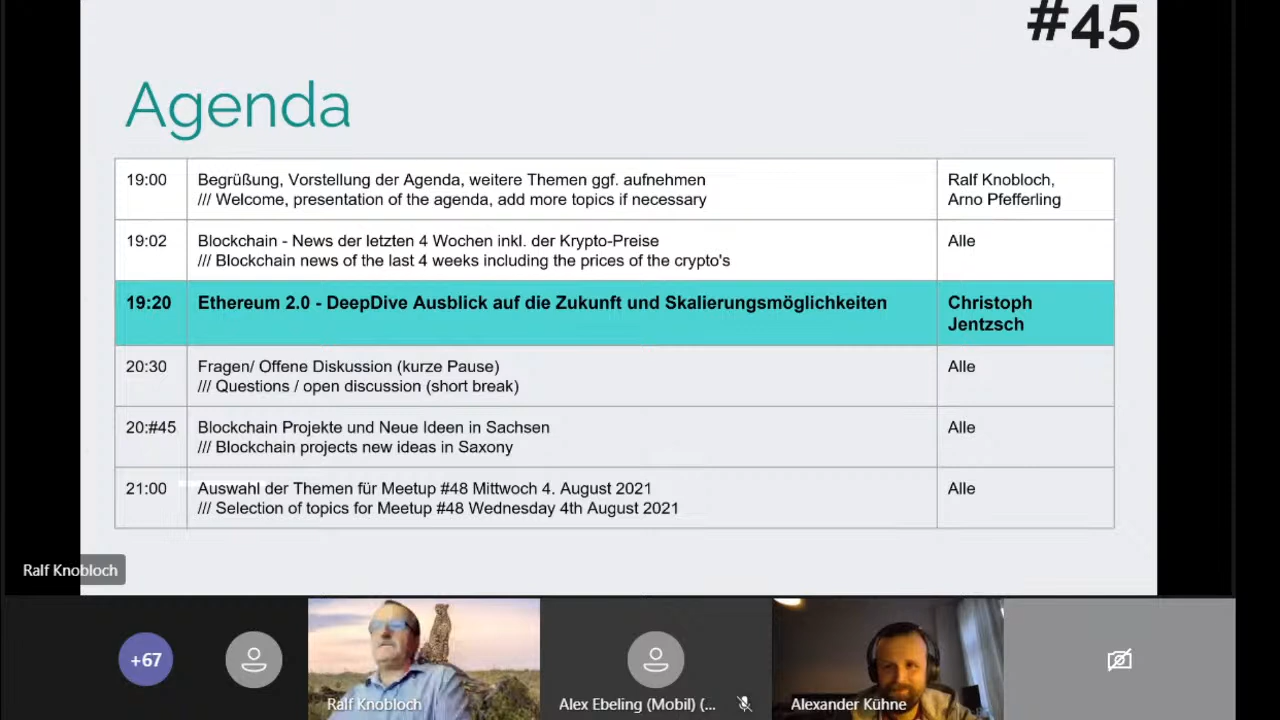 #45
Agenda
19:00
Begrüßung, Vorstellung der Agenda, weitere Themen ggf. aufnehmen
/// Welcome, presentation of the agenda, add more topics if necessary
Ralf Knobloch,
Arno Pfefferling
19:02
Blockchain - News der letzten 4 Wochen inkl. der Krypto-Preise
/// Blockchain news of the last 4 weeks including the prices of the crypto's
Alle
19:20
Ethereum 2.0 - DeepDive Ausblick auf die Zukunft und Skalierungsmöglichkeiten
Christoph
Jentzsch
20:30
Fragen/ Offene Diskussion (kurze Pause)
/// Questions / open discussion (short break)
Alle
20:#45
Blockchain Projekte und Neue Ideen in Sachsen
/// Blockchain projects new ideas in Saxony
Alle
21:00
Auswahl der Themen für Meetup #48 Mittwoch 4. August 2021
/// Selection of topics for Meetup #48 Wednesday 4th August 2021
Alle
Ralf Knobloch
+67
Ralf Knobloch
Alex Ebeling (Mobil) (...
Alexander Kühne